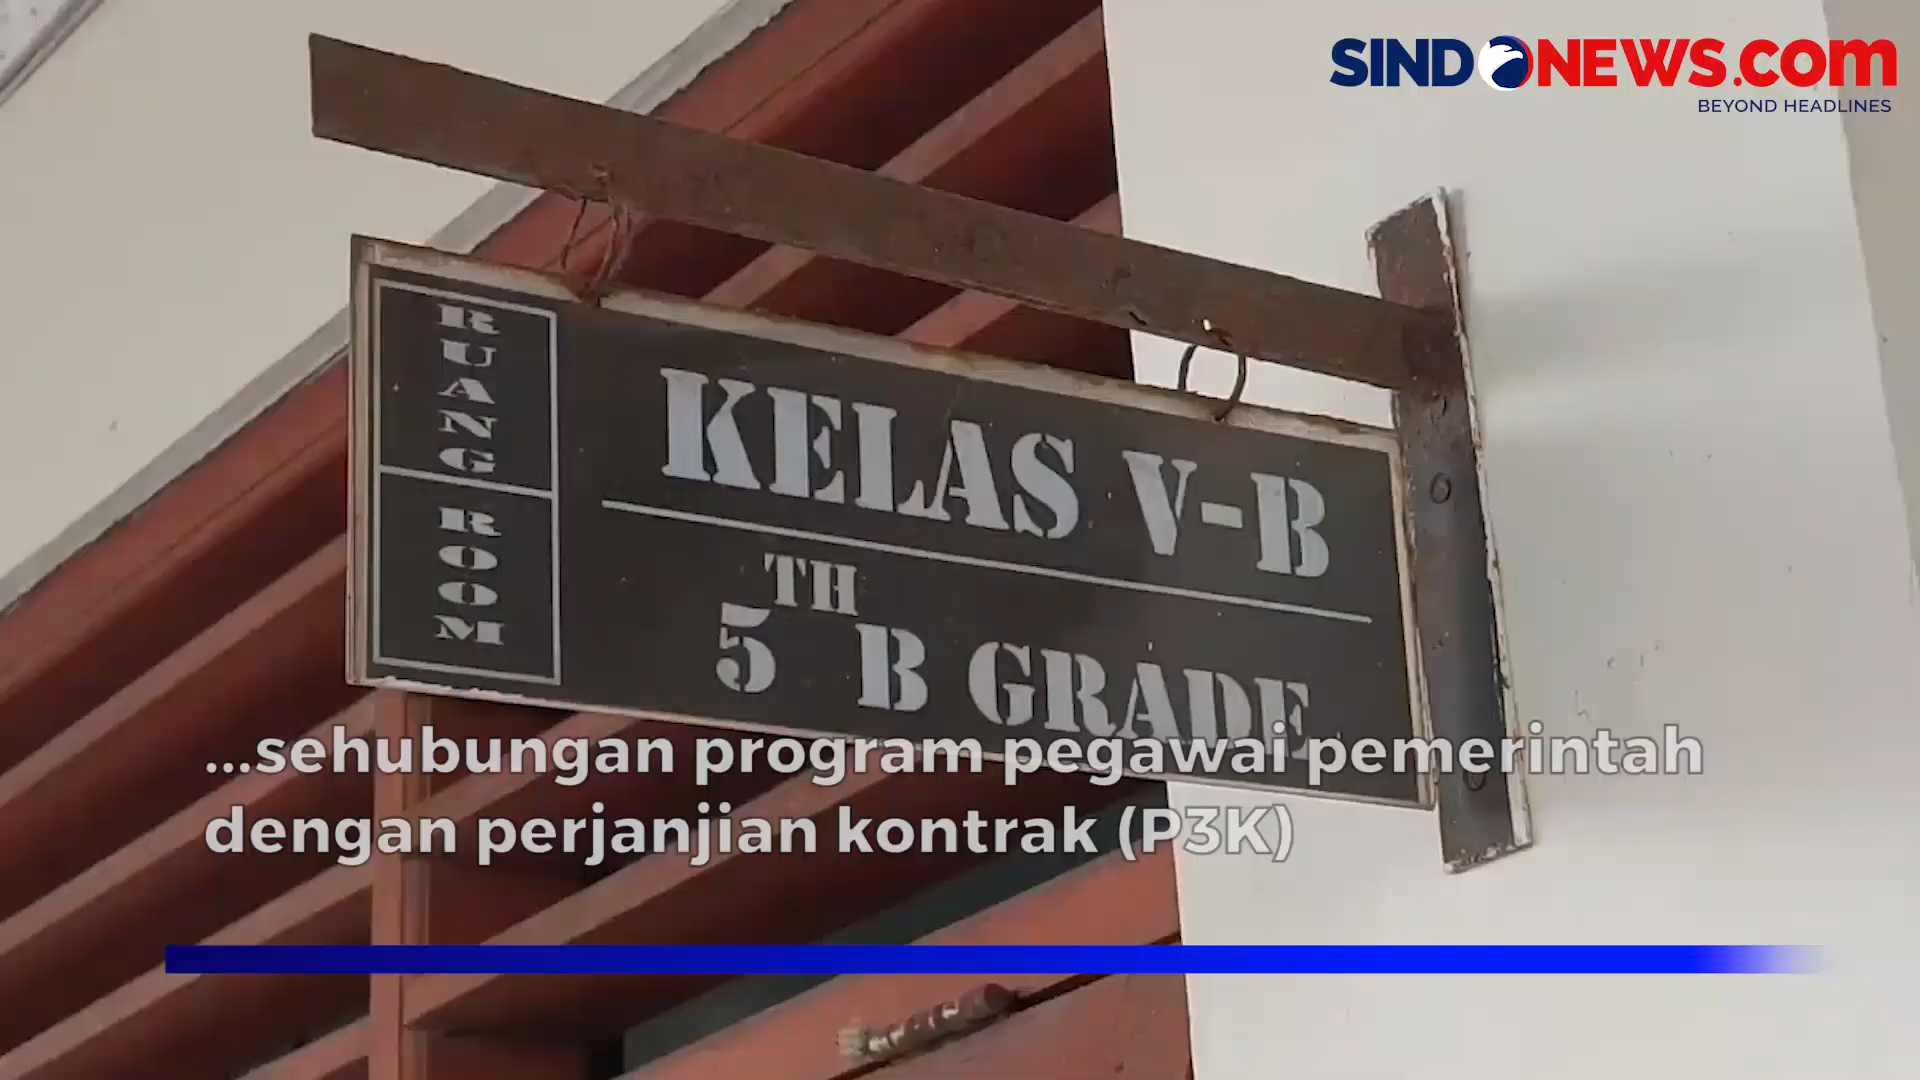 SINDONEWS.COM
BEYOND HEADLINES
RUANG
ROOM
KELAS V-B
5TH B GRADE
...sehubungan program pegawai pemerintah
dengan perjanjian kontrak (P3K)